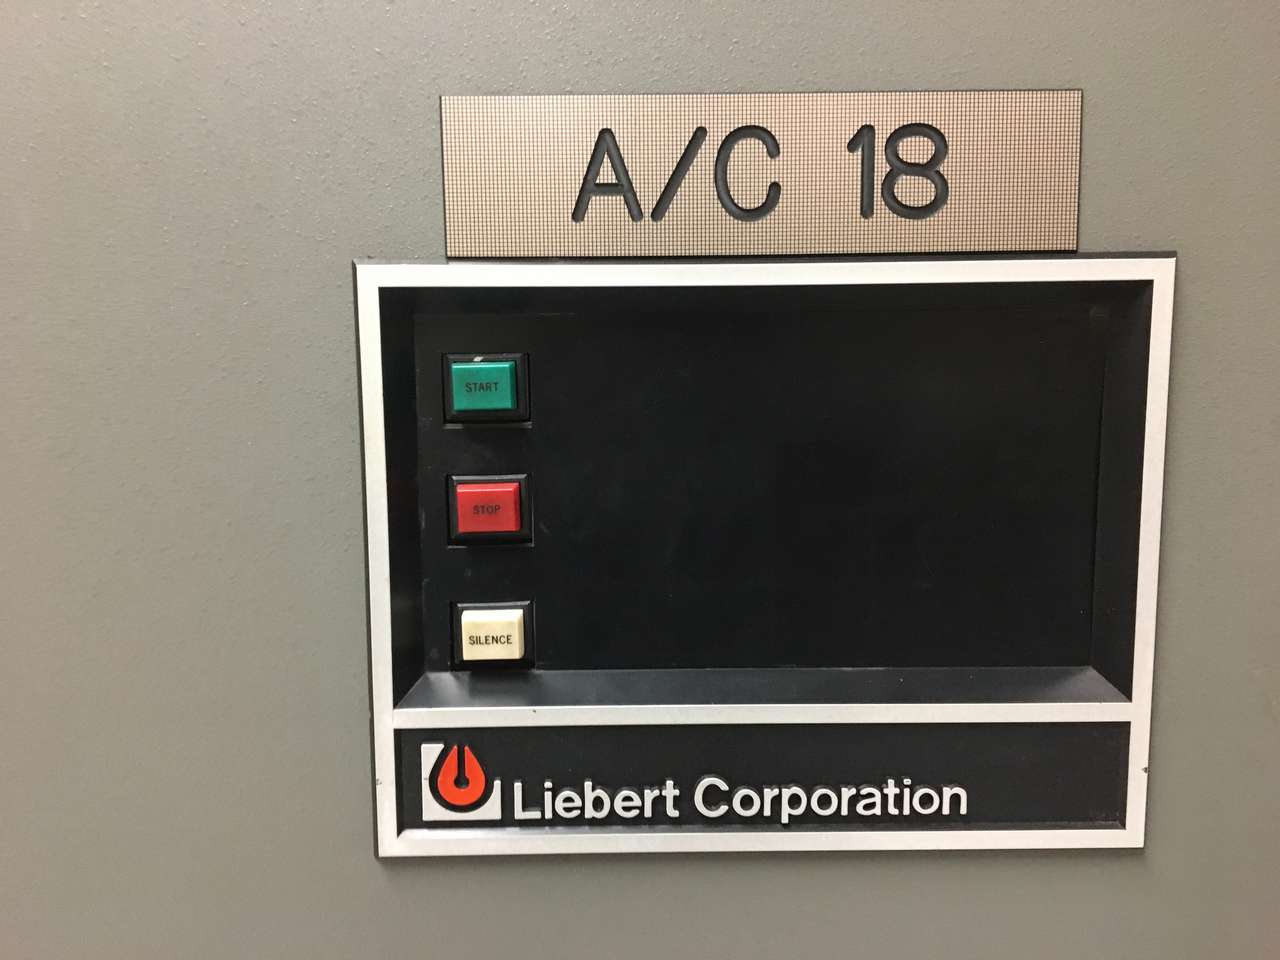 A/C 18
START
STOP
SILENCE
Liebert Corporation